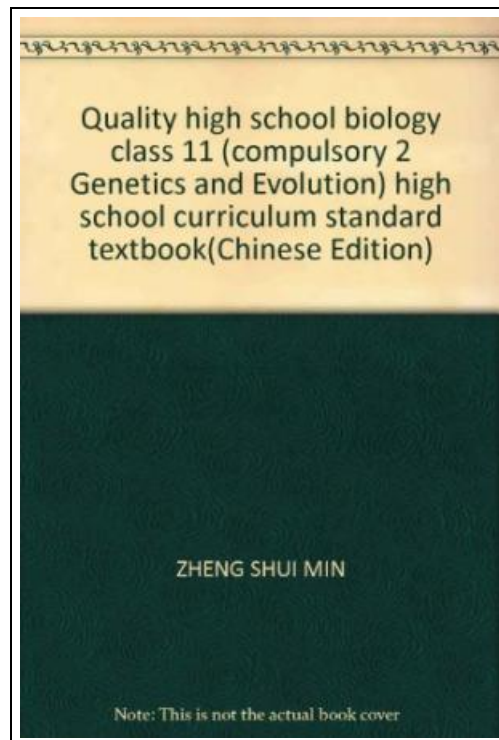 Quality high school biology
class 11 (compulsory 2
Genetics and Evolution) high
school curriculum standard
textbook(Chinese Edition)
ZHENG SHUI MIN
Note: This is not the actual book cover